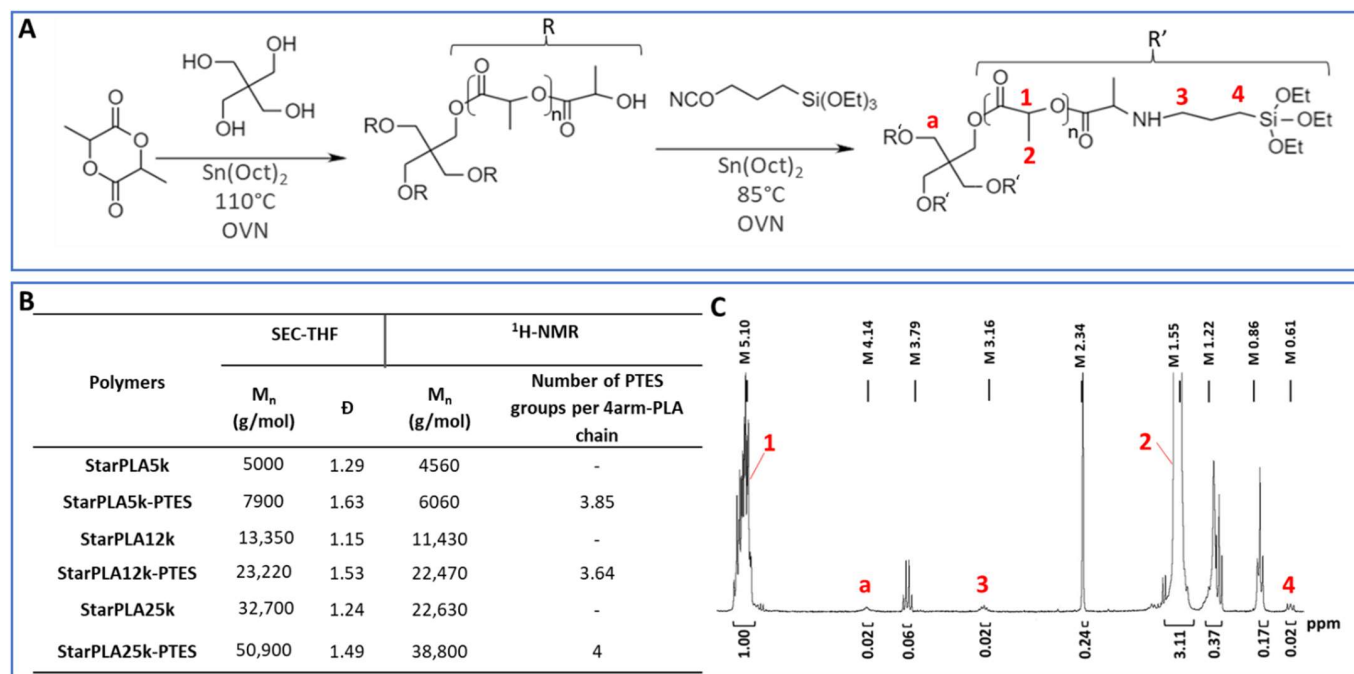 A
R
R'
HO
OH
HO
OH
O
O
O
O
O
O
n
O
O
OH
RO
OR
OR
Sn(Oct)2
110°C
OVN
NCO
Si(OEt)3
Sn(Oct)2
85°C
OVN
a
O
O
1
O
n
2
O
NH
3
4
Si
OEt
OEt
OEt
R'O
OR'
OR'
B
Polymers
SEC-THF
¹H-NMR
Mn (g/mol)
Đ
Mn (g/mol)
Number of PTES groups per 4arm-PLA chain
StarPLA5k 5000 1.29 4560 -
StarPLA5k-PTES 7900 1.63 6060 3.85
StarPLA12k 13,350 1.15 11,430 -
StarPLA12k-PTES 23,220 1.53 22,470 3.64
StarPLA25k 32,700 1.24 22,630 -
StarPLA25k-PTES 50,900 1.49 38,800 4
C
M 5.10
M 4.14
M 3.79
M 3.16
M 2.34
M 1.55
M 1.22
M 0.86
M 0.61
1
a
3
2
4
1.00
0.02
0.06
0.02
0.24
3.11
0.37
0.17
0.02
ppm